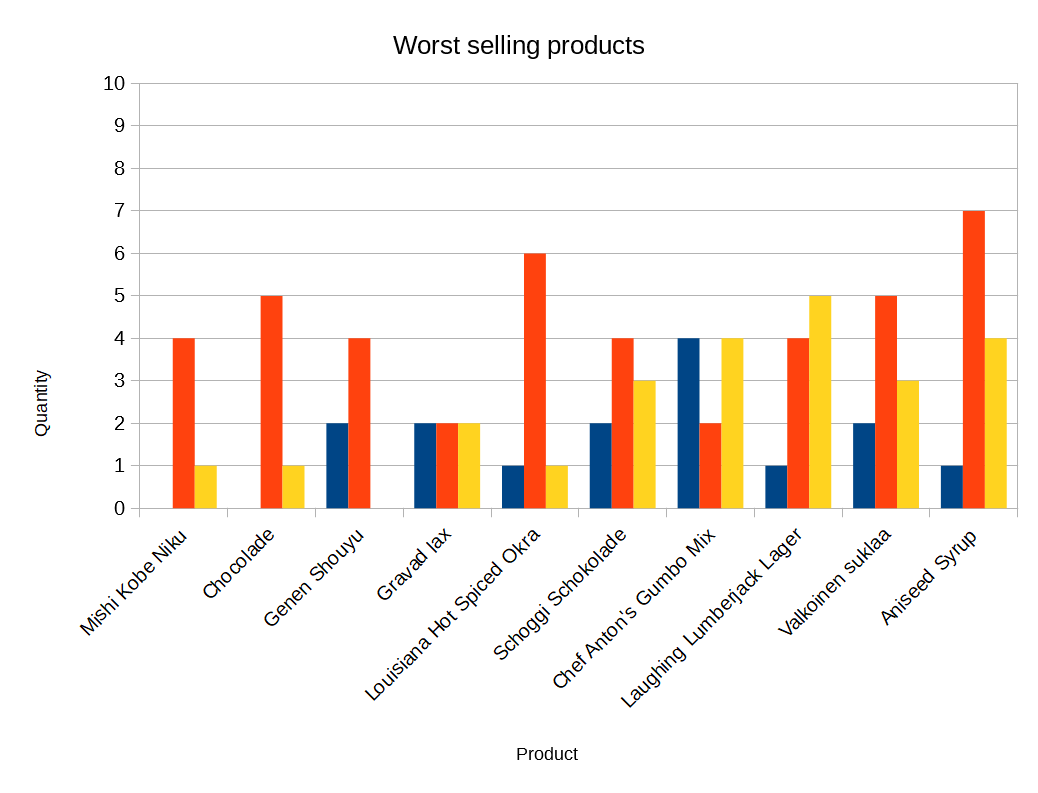 Worst selling products
10
9
8
7
6
5
4
3
2
1
0
Quantity
Mishi Kobe Niku
Chocolade
Genen Shouyu
Gravad lax
Louisiana Hot Spiced Okra
Schoggi Schokolade
Chef Anton's Gumbo Mix
Laughing Lumberjack Lager
Valkoinen suklaa
Aniseed Syrup
Product